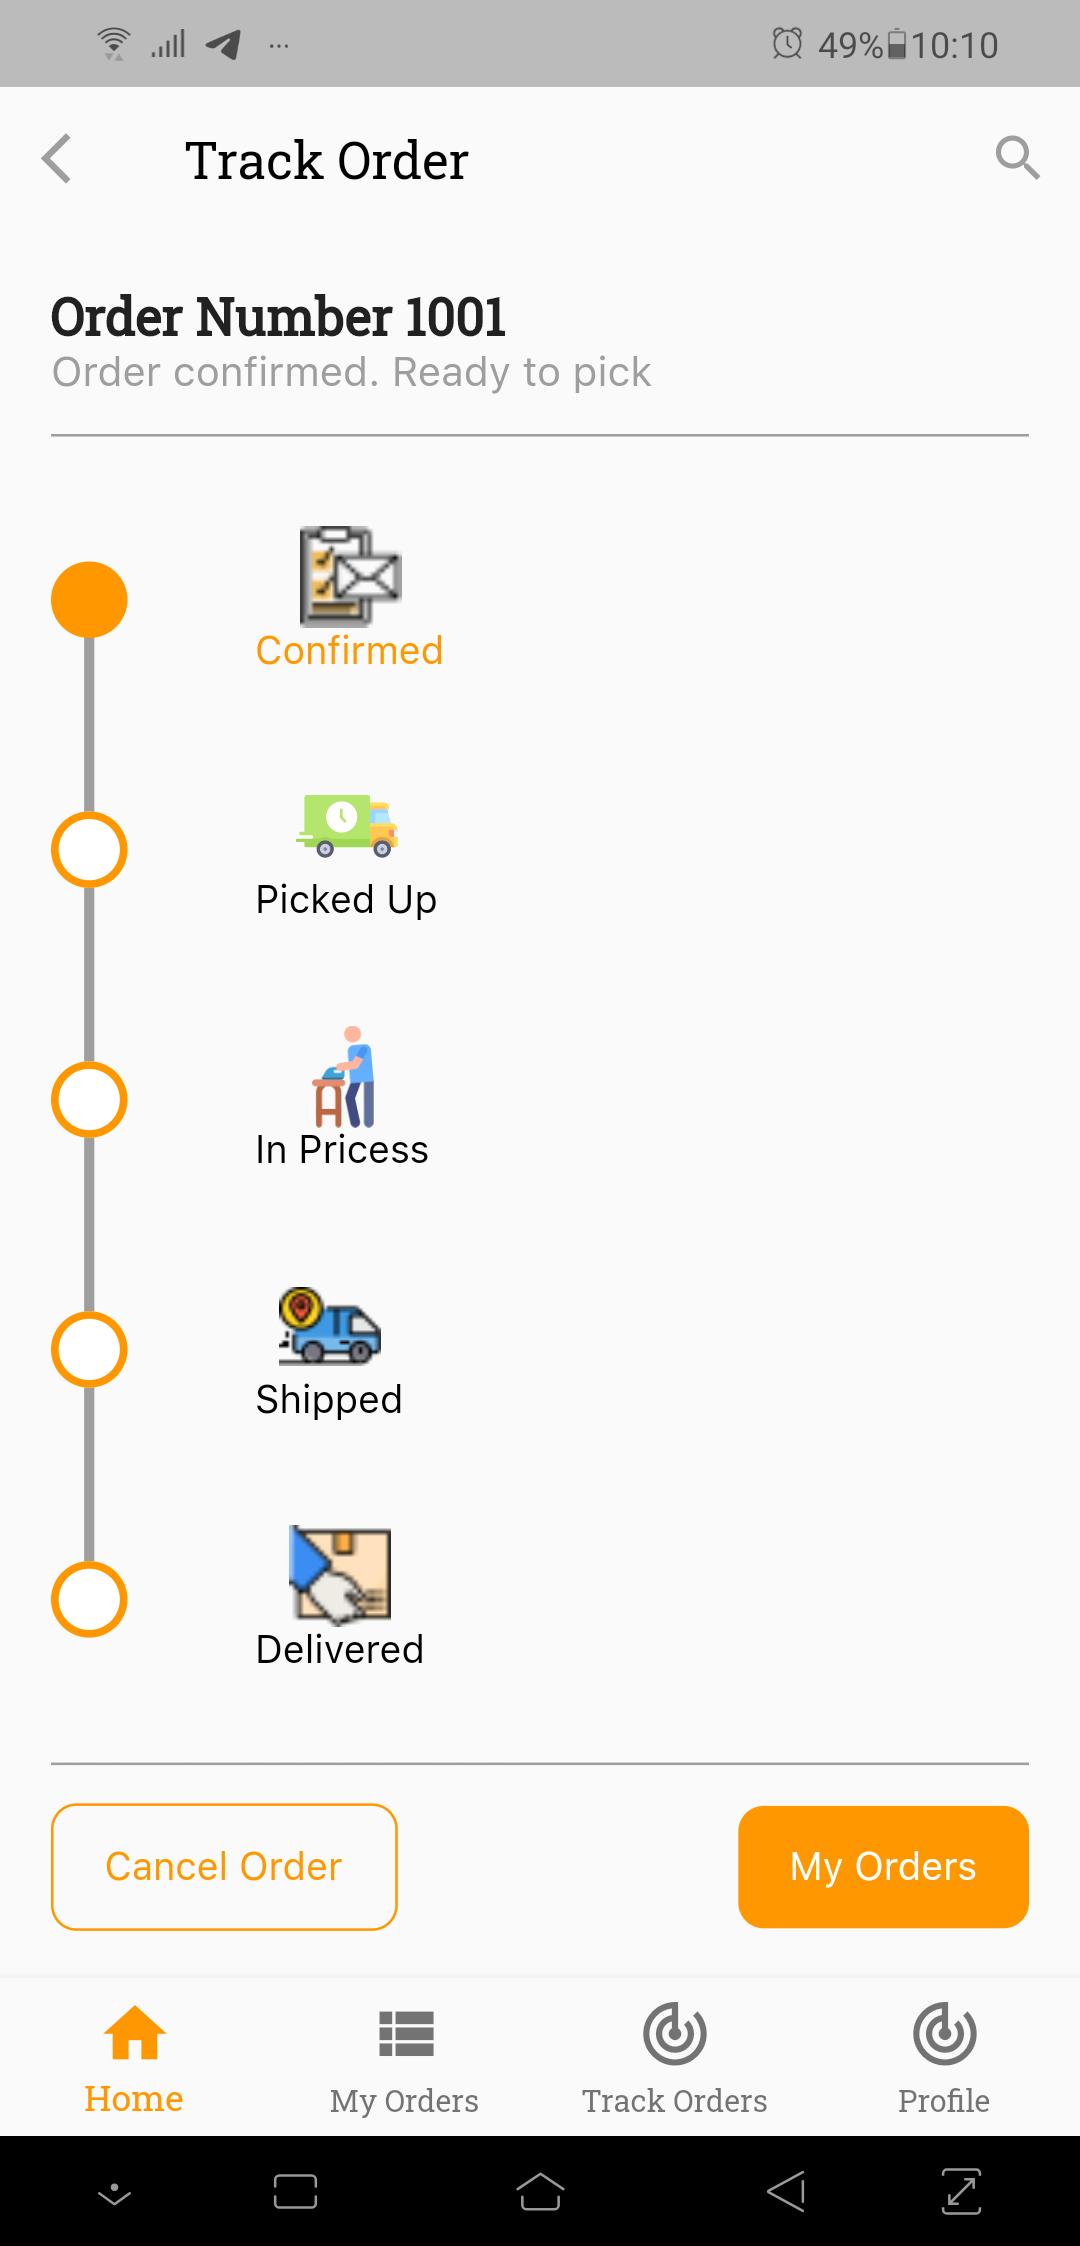 ... 49% 10:10
Track Order
Order Number 1001
Order confirmed. Ready to pick
Confirmed
Picked Up
In Pricess
Shipped
Delivered
Cancel Order My Orders
Home My Orders Track Orders Profile